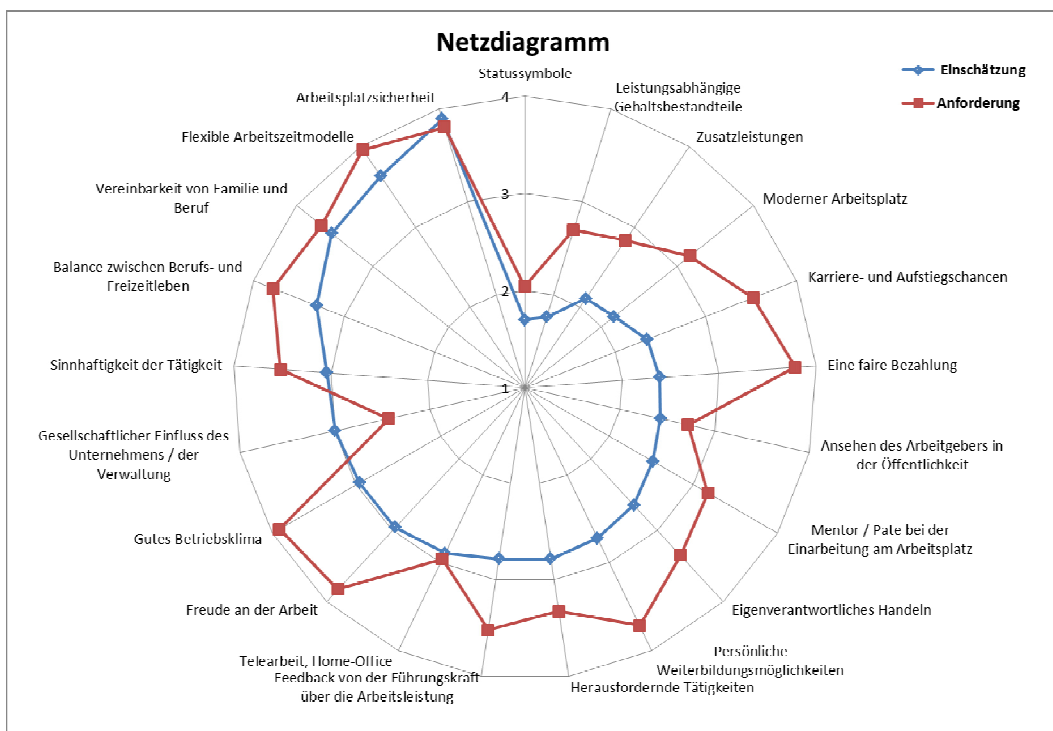 Netzdiagramm
Einschätzung
Anforderung
Statussymbole
Leistungsabhängige
Gehaltsbestandteile
Zusatzleistungen
Moderner Arbeitsplatz
Karriere- und Aufstiegschancen
Eine faire Bezahlung
Ansehen des Arbeitgebers in
der Öffentlichkeit
Mentor / Pate bei der
Einarbeitung am Arbeitsplatz
Eigenverantwortliches Handeln
Persönliche
Weiterbildungsmöglichkeiten
Herausfordernde Tätigkeiten
Feedback von der Führungskraft
über die Arbeitsleistung
Telearbeit, Home-Office
Freude an der Arbeit
Gutes Betriebsklima
Gesellschaftlicher Einfluss des
Unternehmens / der
Verwaltung
Sinnhaftigkeit der Tätigkeit
Balance zwischen Berufs- und
Freizeitleben
Vereinbarkeit von Familie und
Beruf
Flexible Arbeitszeitmodelle
Arbeitsplatzsicherheit
4
3
2
1